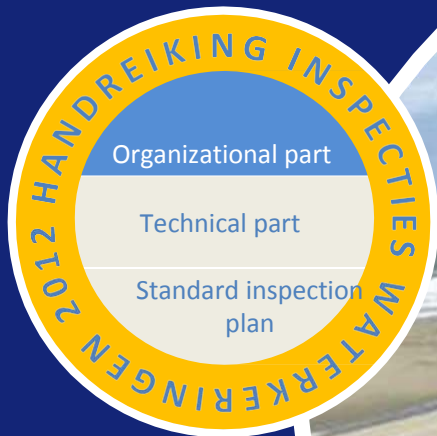 HANDREIKING INSPECTIES WATERKERINGEN 2012
Organizational part
Technical part
Standard inspection
plan